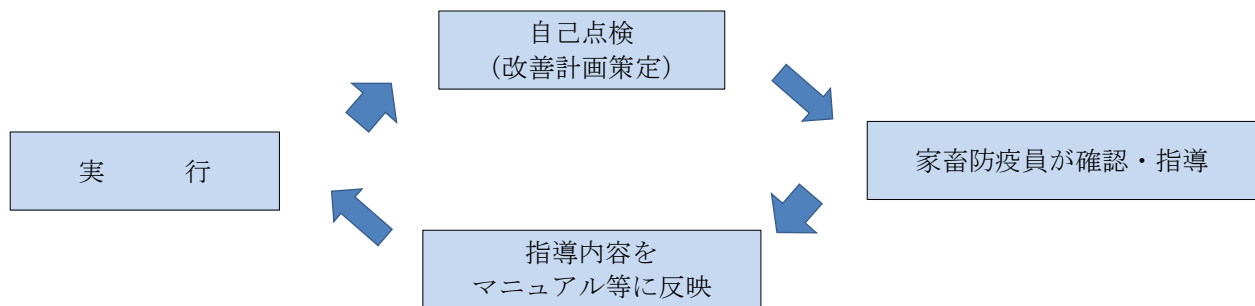 自己点検
(改善計画策定)
家畜防疫員が確認・指導
指導内容を
マニュアル等に反映
実　　　行